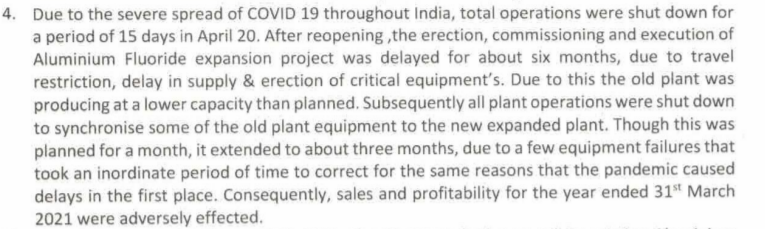 4. Due to the severe spread of COVID 19 throughout India, total operations were shut down for
a period of 15 days in April 20. After reopening ,the erection, commissioning and execution of
Aluminium Fluoride expansion project was delayed for about six months, due to travel
restriction, delay in supply & erection of critical equipment's. Due to this the old plant was
producing at a lower capacity than planned. Subsequently all plant operations were shut down
to synchronise some of the old plant equipment to the new expanded plant. Though this was
planned for a month, it extended to about three months, due to a few equipment failures that
took an inordinate period of time to correct for the same reasons that the pandemic caused
delays in the first place. Consequently, sales and profitability for the year ended 31st March
2021 were adversely effected.